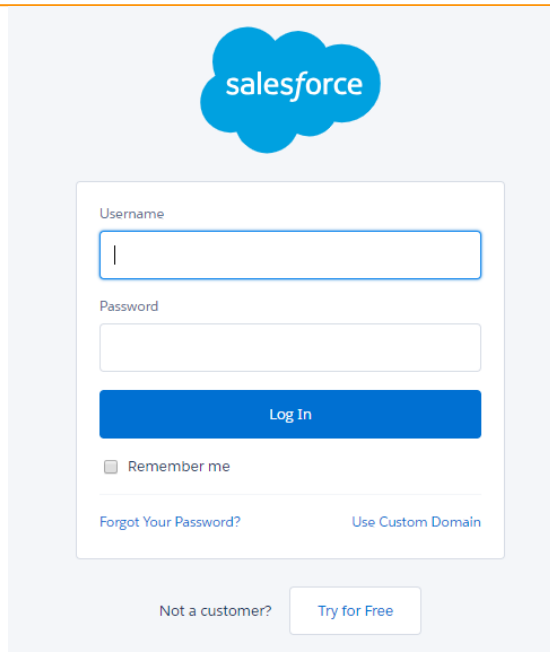 salesforce
Username
Password
Log In
Remember me
Forgot Your Password? Use Custom Domain
Not a customer? Try for Free